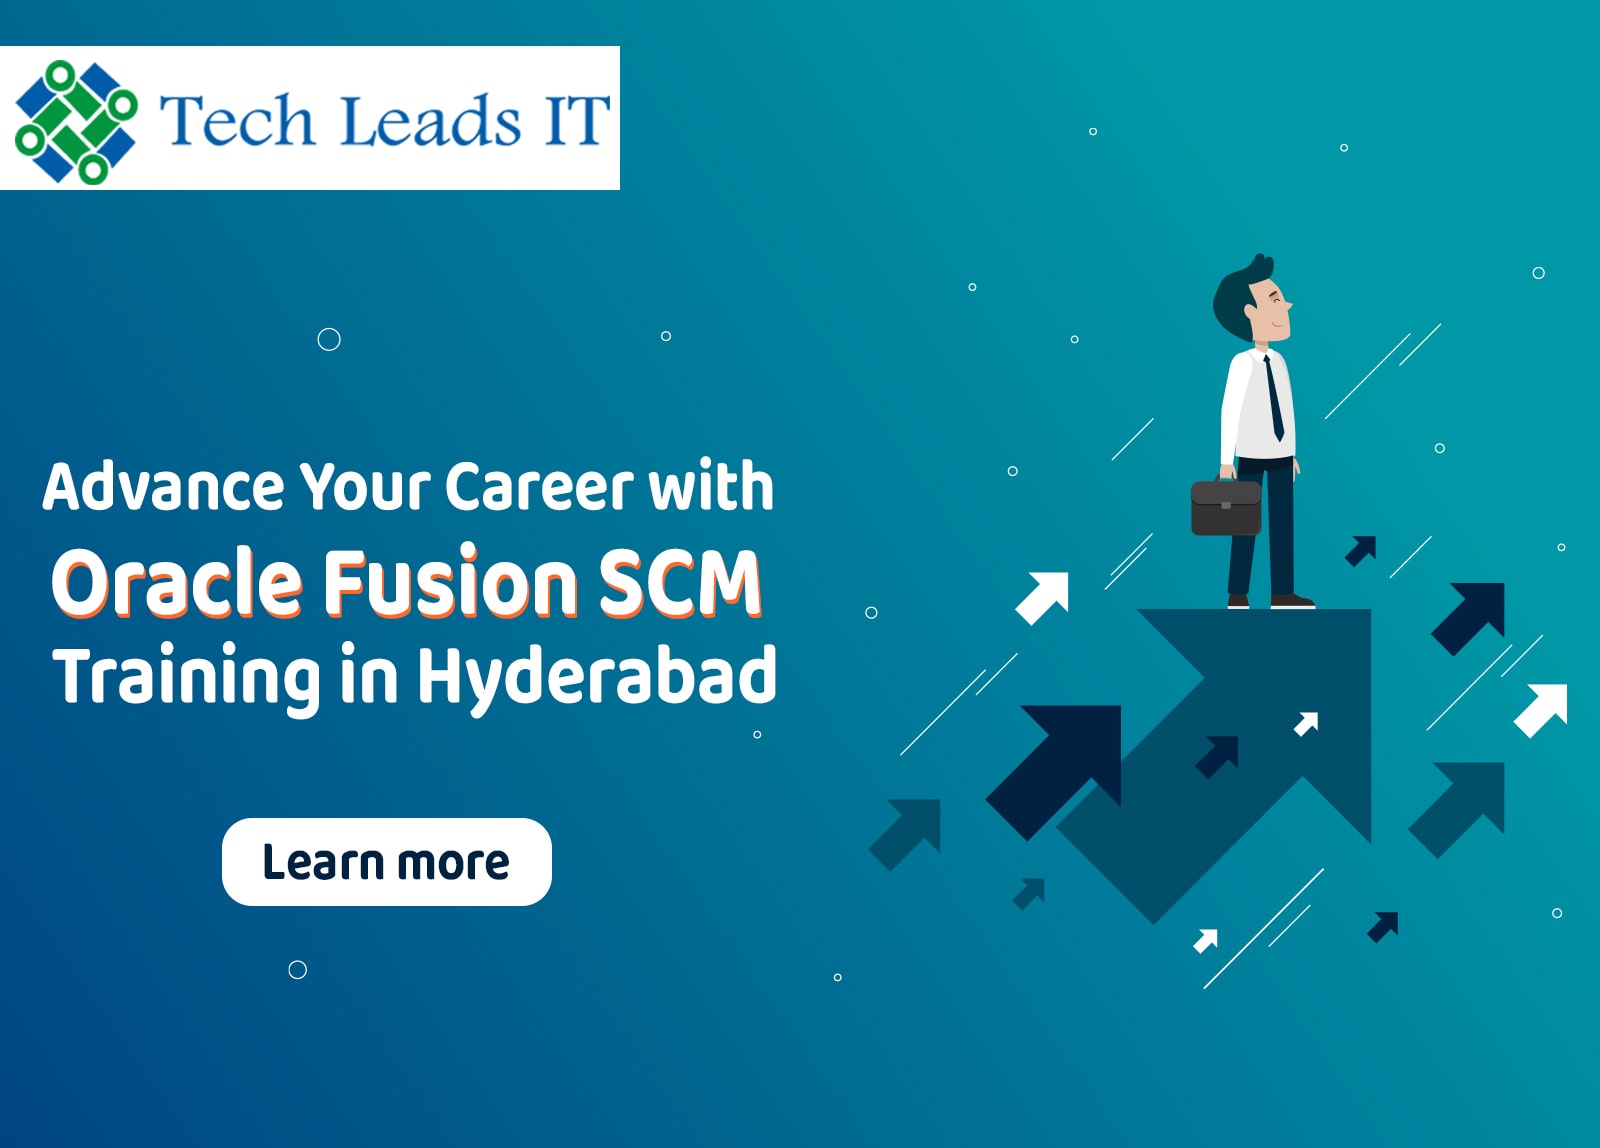 Tech Leads IT
Advance Your Career with
Oracle Fusion SCM
Training in Hyderabad
Learn more